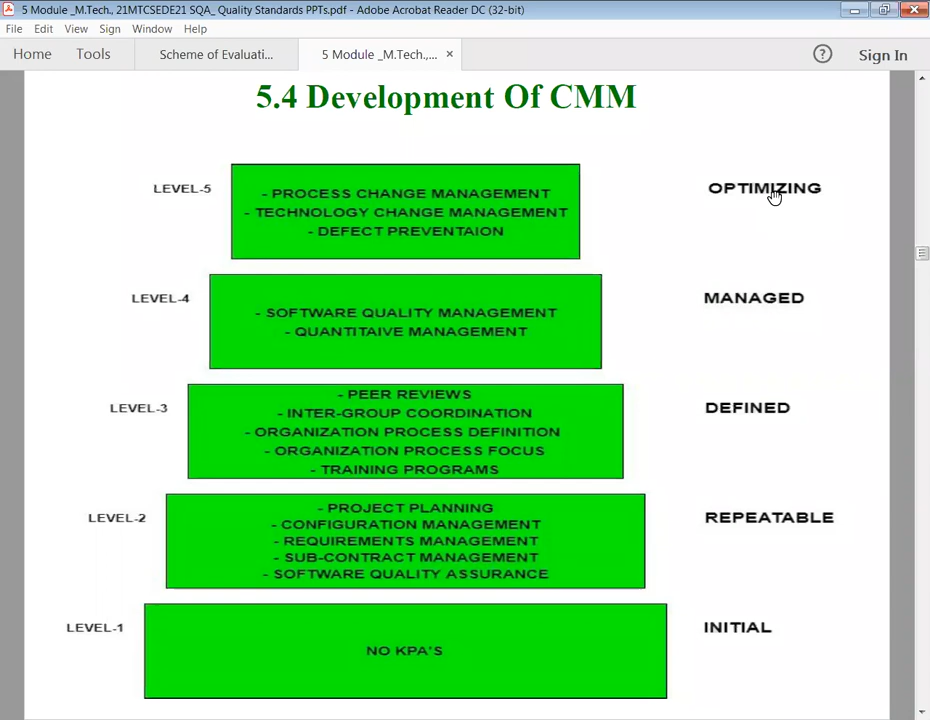 5 Module _M.Tech., 21MTCSEDE21 SQA_ Quality Standards PPTs.pdf - Adobe Acrobat Reader DC (32-bit)
File Edit View Sign Window Help
Home Tools Scheme of Evaluati... 5 Module _M.Tech.,... × ? Sign In
5.4 Development Of CMM
LEVEL-5
- PROCESS CHANGE MANAGEMENT
- TECHNOLOGY CHANGE MANAGEMENT
- DEFECT PREVENTAION
OPTIMIZING
LEVEL-4
- SOFTWARE QUALITY MANAGEMENT
- QUANTITAIVE MANAGEMENT
MANAGED
LEVEL-3
- PEER REVIEWS
- INTER-GROUP COORDINATION
- ORGANIZATION PROCESS DEFINITION
- ORGANIZATION PROCESS FOCUS
- TRAINING PROGRAMS
DEFINED
LEVEL-2
- PROJECT PLANNING
- CONFIGURATION MANAGEMENT
- REQUIREMENTS MANAGEMENT
- SUB-CONTRACT MANAGEMENT
- SOFTWARE QUALITY ASSURANCE
REPEATABLE
LEVEL-1
NO KPA'S
INITIAL